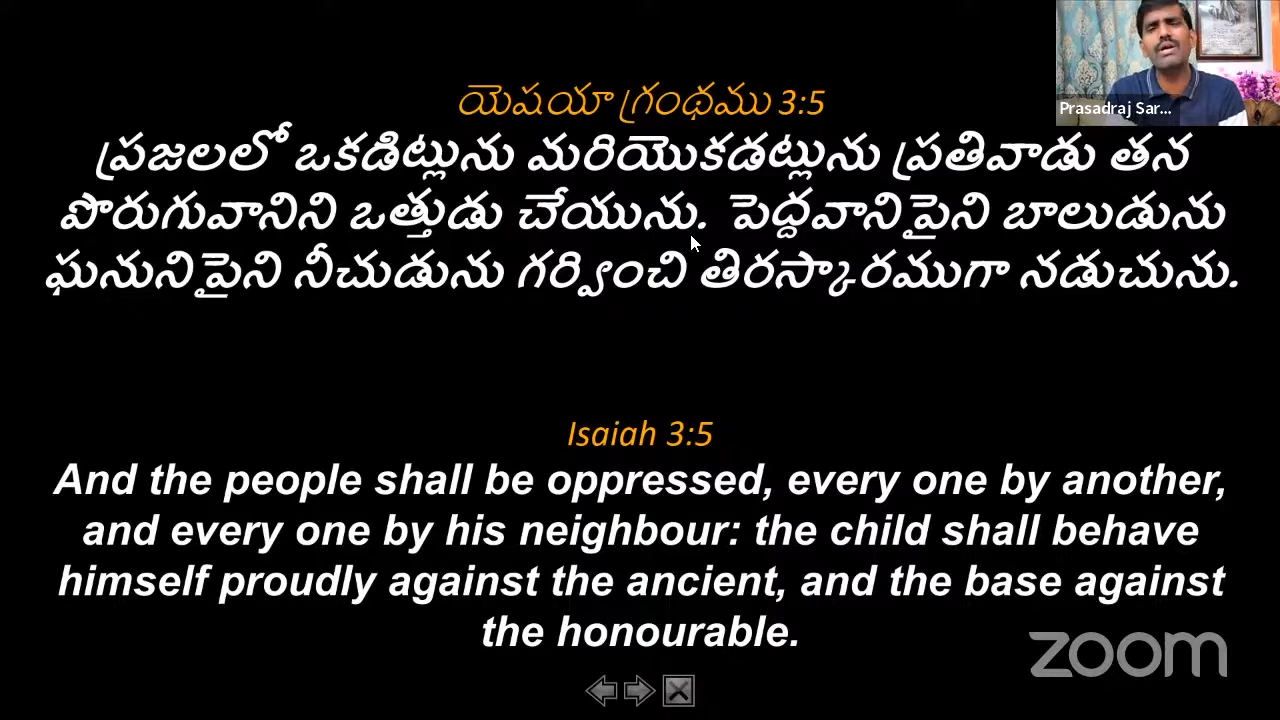 Prasadraj Sar...
యెషయా గ్రంథము 3:5
ప్రజలలో ఒకడిట్లును మరియొకడట్లును ప్రతివాడు తన
పొరుగువానిని ఒత్తుడు చేయును. పెద్దవానిపైని బాలుడును
ఘనునిపైని నీచుడును గర్వించి తిరస్కారముగా నడుచును.
Isaiah 3:5
And the people shall be oppressed, every one by another,
and every one by his neighbour: the child shall behave
himself proudly against the ancient, and the base against
the honourable.
zoom